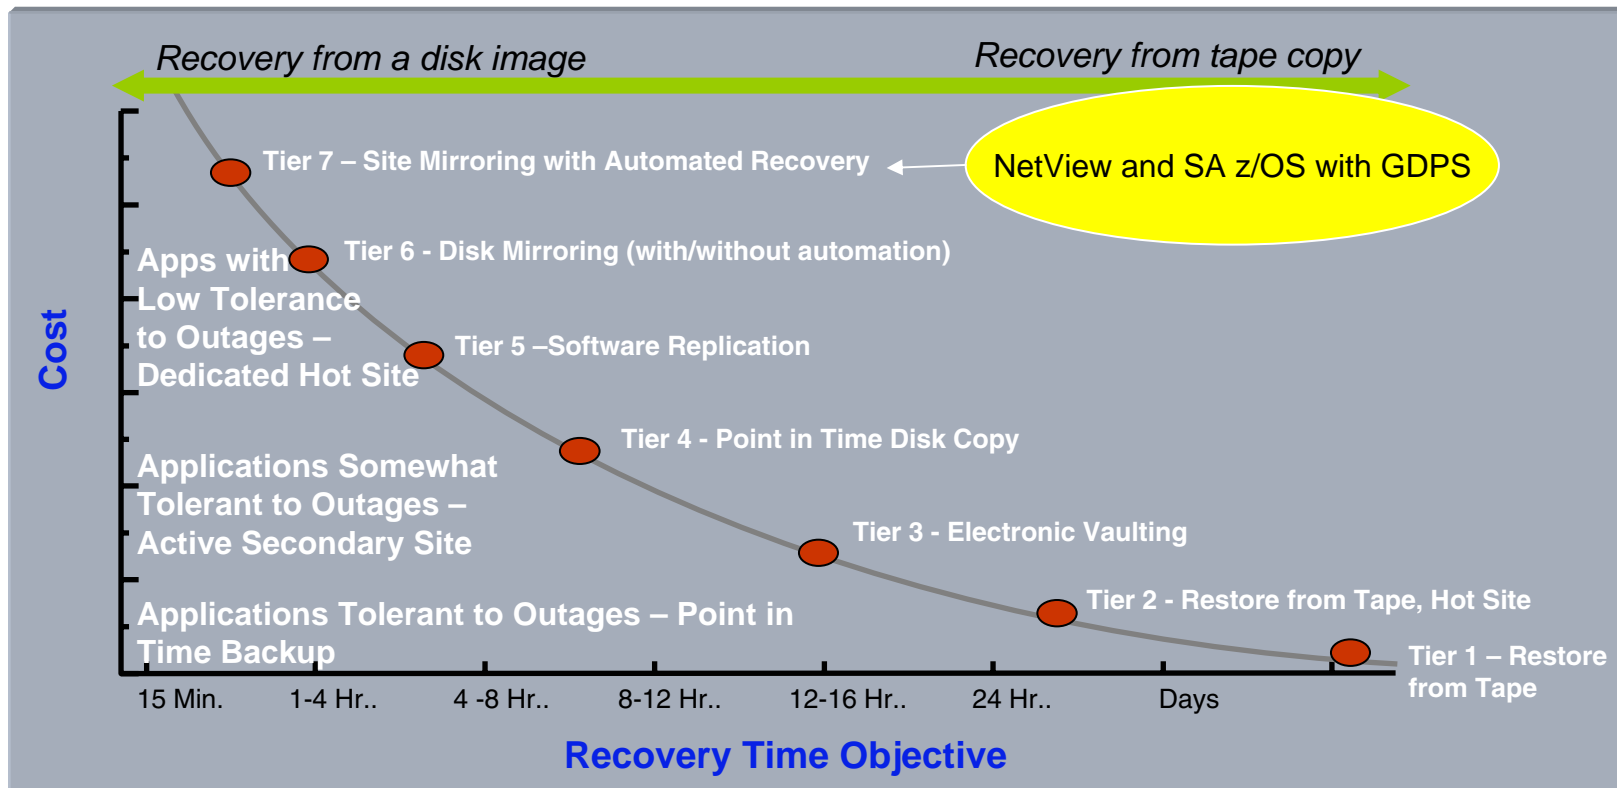 Recovery from a disk image
Recovery from tape copy
Tier 7 – Site Mirroring with Automated Recovery
NetView and SA z/OS with GDPS
Tier 6 - Disk Mirroring (with/without automation)
Apps with
Low Tolerance
to Outages –
Dedicated Hot Site
Cost
Tier 5 –Software Replication
Tier 4 - Point in Time Disk Copy
Applications Somewhat
Tolerant to Outages –
Active Secondary Site
Tier 3 - Electronic Vaulting
Tier 2 - Restore from Tape, Hot Site
Applications Tolerant to Outages – Point in
Time Backup
Tier 1 – Restore
from Tape
15 Min.
1-4 Hr..
4 -8 Hr..
8-12 Hr..
12-16 Hr..
24 Hr..
Days
Recovery Time Objective